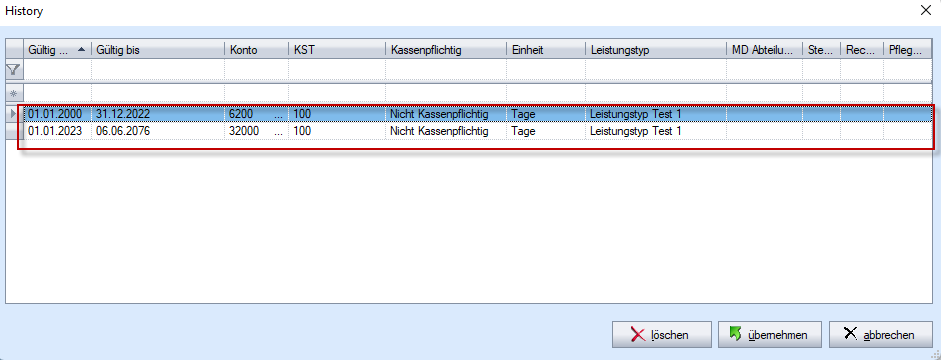 History
Gültig ... Gültig bis Konto KST Kassenpflichtig Einheit Leistungstyp MD Abteilu... Ste... Rec... Pfleg...
01.01.2000 31.12.2022 6200 ... 100 Nicht Kassenpflichtig Tage Leistungstyp Test 1
01.01.2023 06.06.2076 32000 ... 100 Nicht Kassenpflichtig Tage Leistungstyp Test 1
löschen übernehmen abbrechen